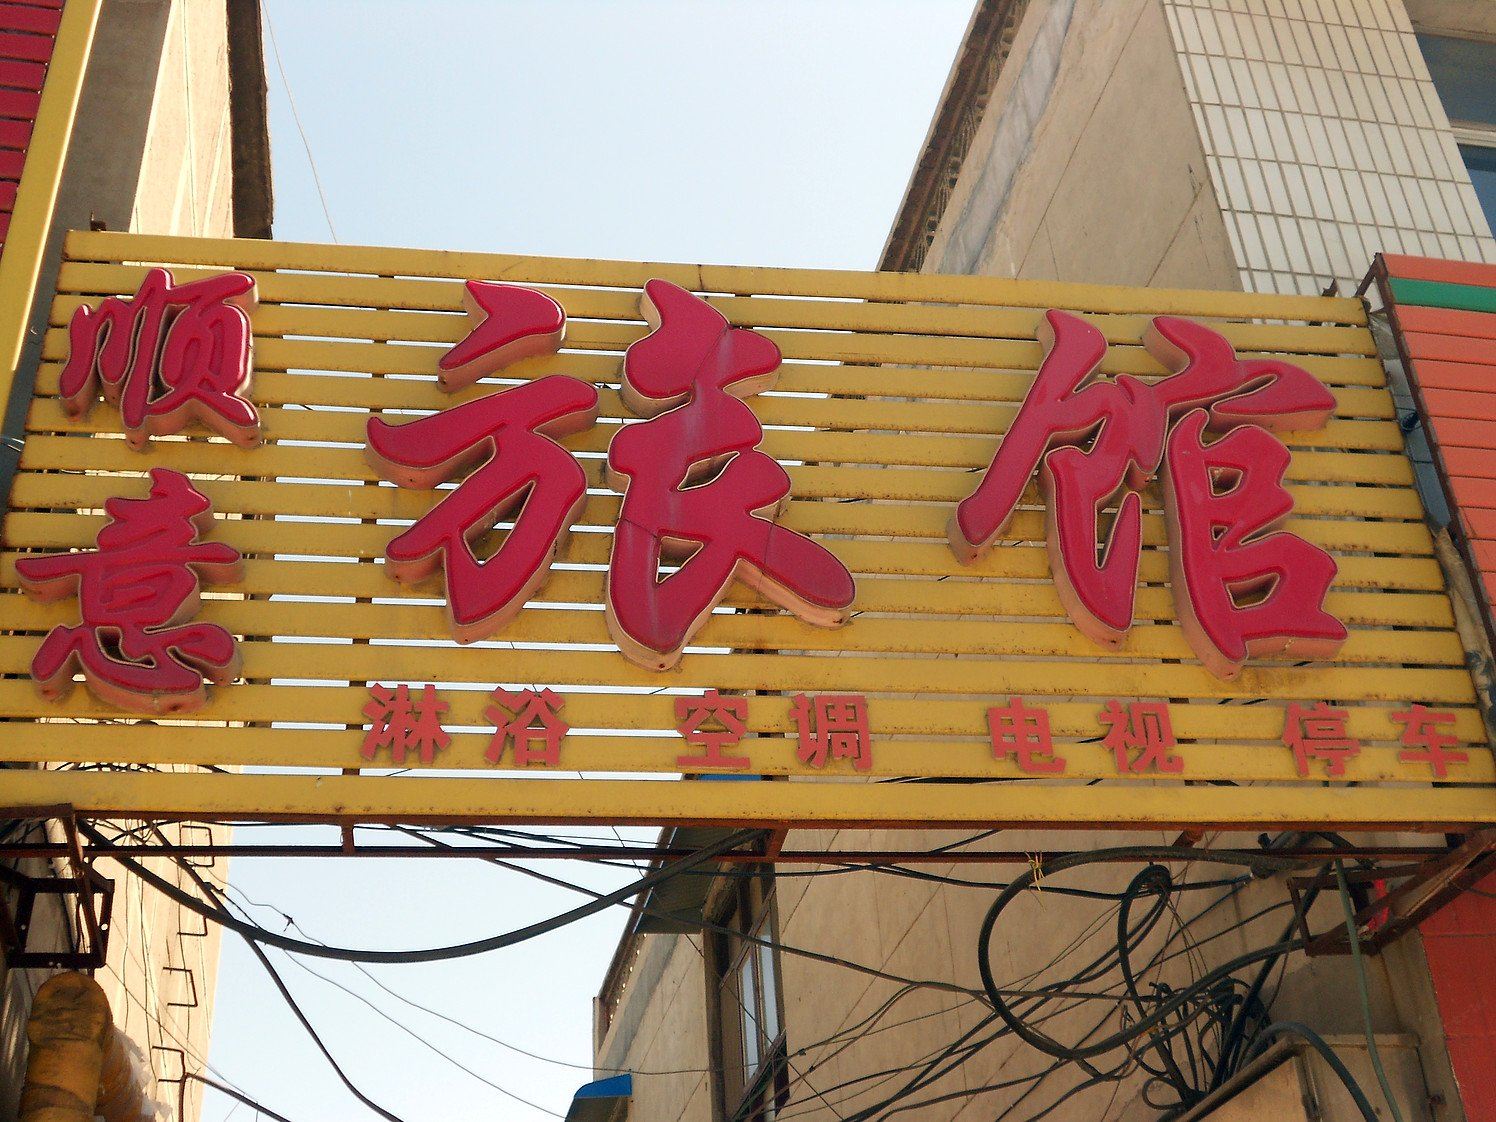 顺意
旅馆
淋浴 空调 电视 停车